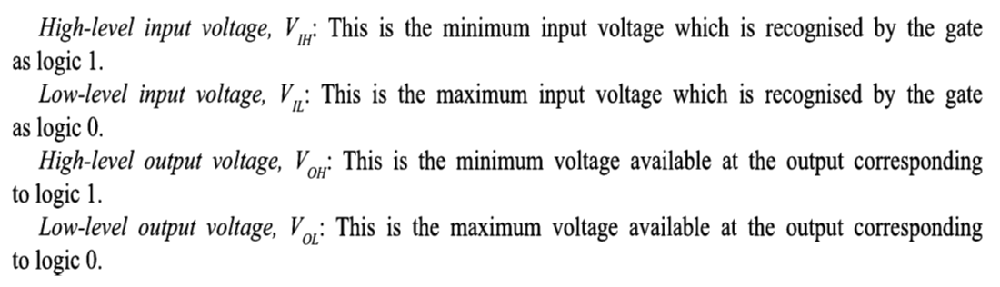 High-level input voltage, V_IH: This is the minimum input voltage which is recognised by the gate
as logic 1.
Low-level input voltage, V_IL: This is the maximum input voltage which is recognised by the gate
as logic 0.
High-level output voltage, V_OH: This is the minimum voltage available at the output corresponding
to logic 1.
Low-level output voltage, V_OL: This is the maximum voltage available at the output corresponding
to logic 0.